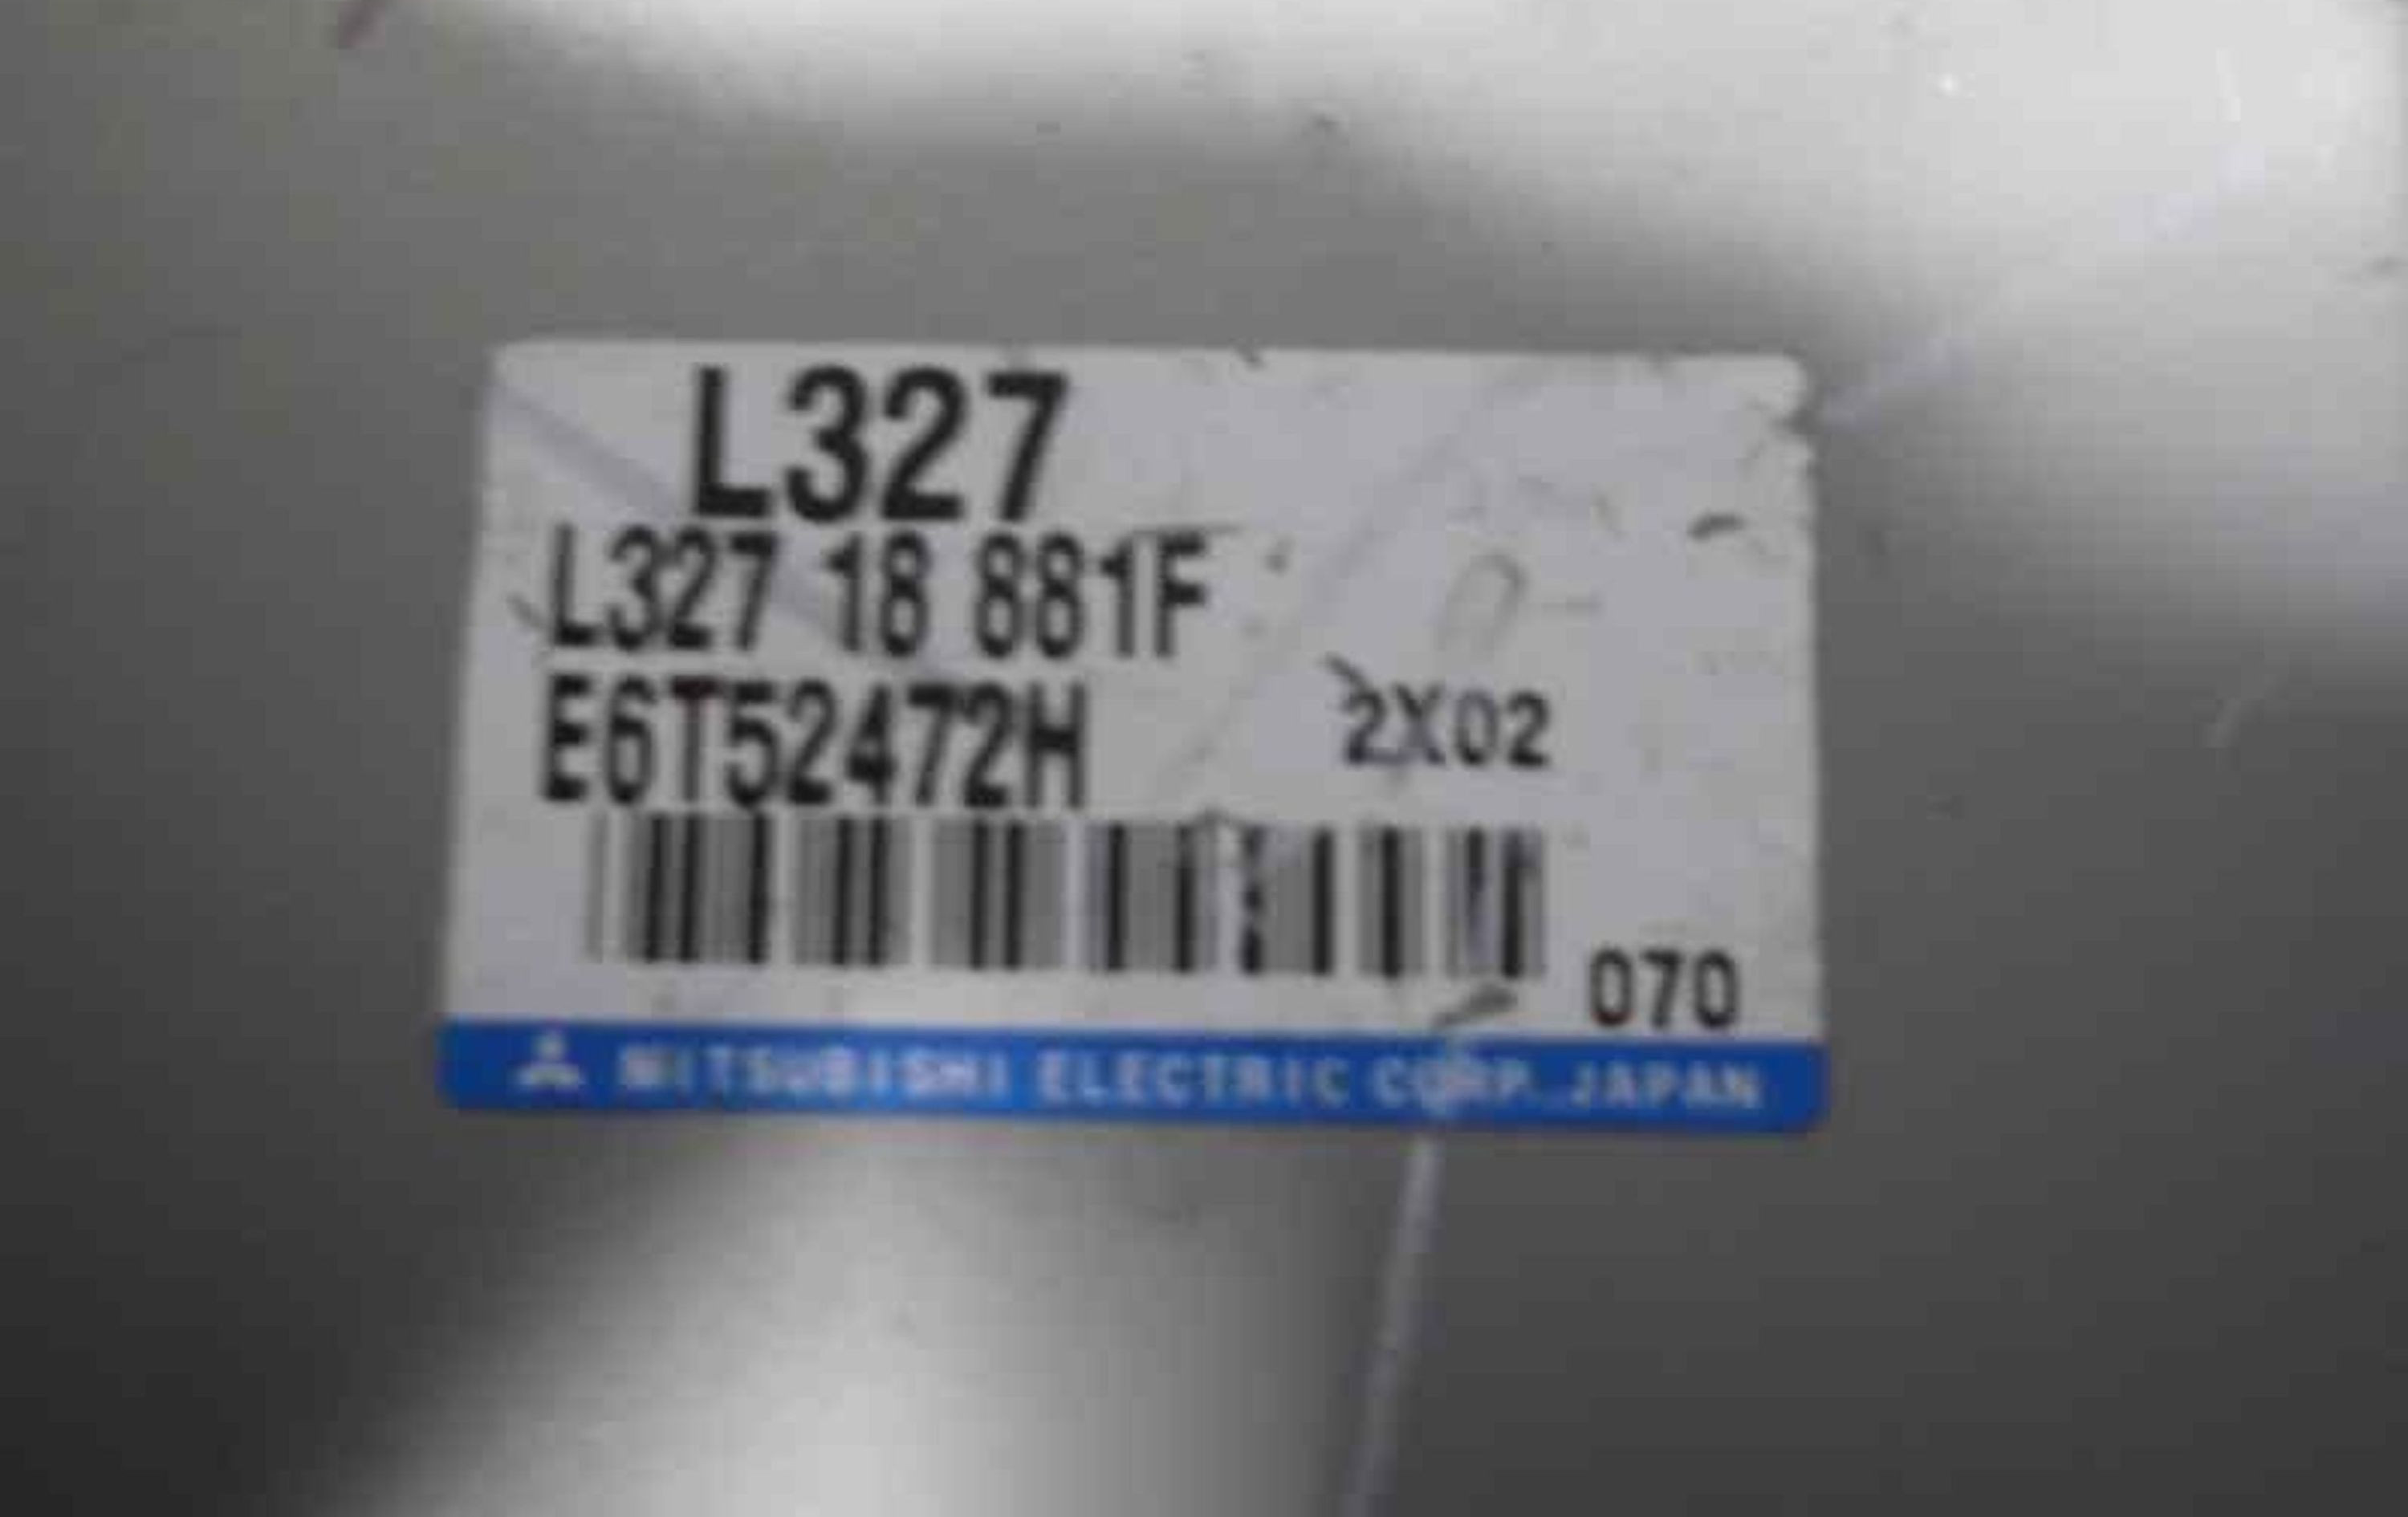 L327
L327 18 881F
E6T52472H 2X02
070
MITSUBISHI ELECTRIC CORP. JAPAN